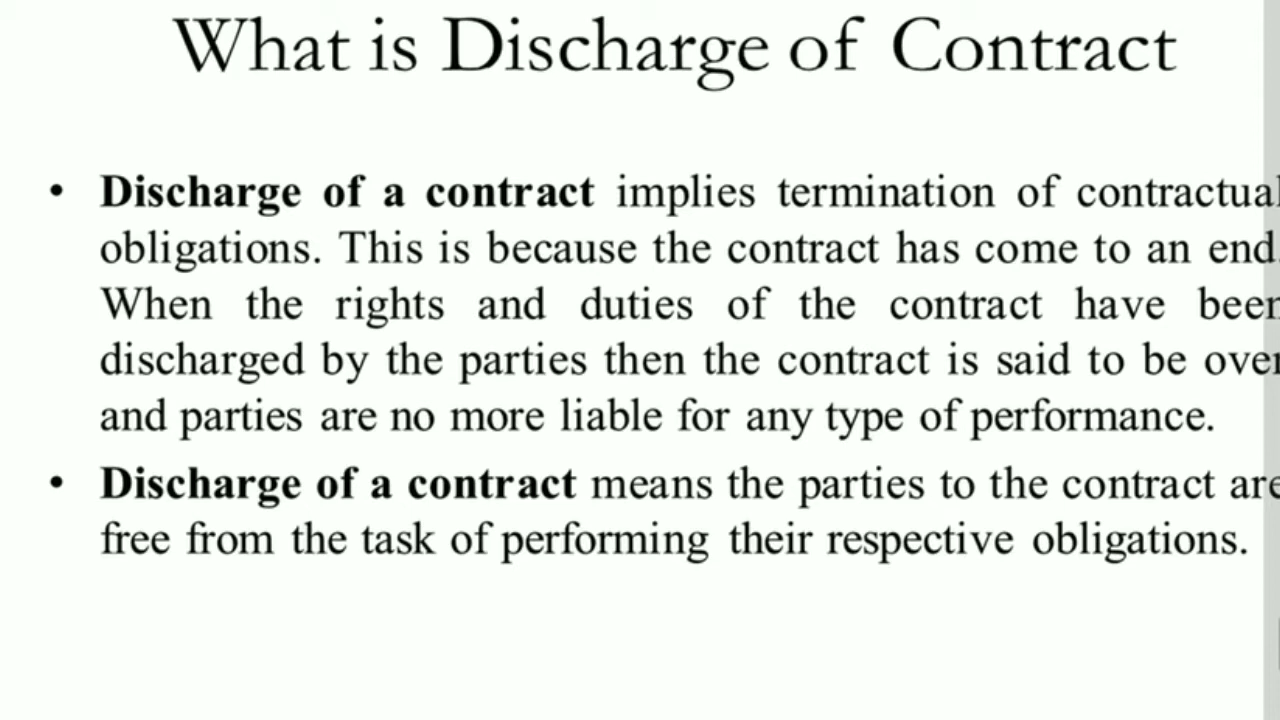 What is Discharge of Contract
• Discharge of a contract implies termination of contractual
obligations. This is because the contract has come to an end.
When the rights and duties of the contract have been
discharged by the parties then the contract is said to be over
and parties are no more liable for any type of performance.
• Discharge of a contract means the parties to the contract are
free from the task of performing their respective obligations.